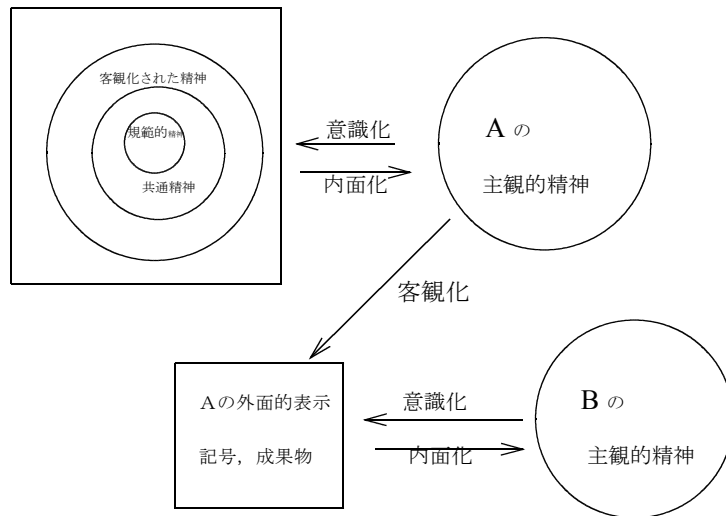 客観化された精神
規範的精神
共通精神
意識化
内面化
A の
主観的精神
客観化
Aの外面的表示
記号，成果物
意識化
内面化
B の
主観的精神